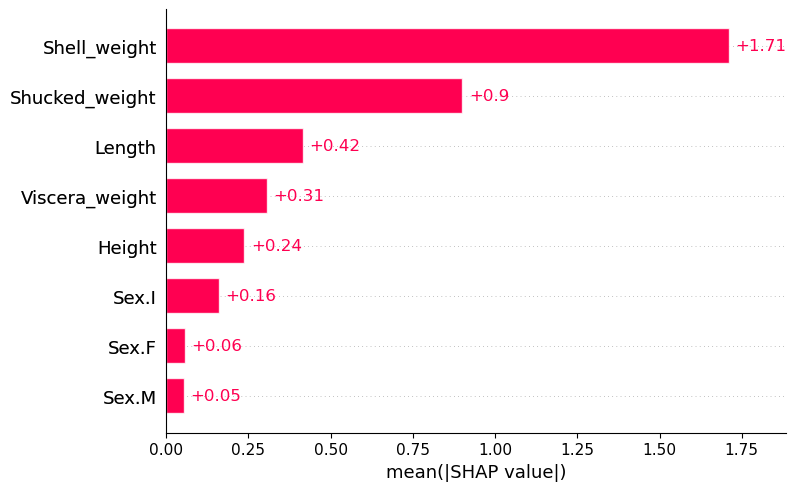 Shell_weight +1.71
Shucked_weight +0.9
Length +0.42
Viscera_weight +0.31
Height +0.24
Sex.I +0.16
Sex.F +0.06
Sex.M +0.05
0.00 0.25 0.50 0.75 1.00 1.25 1.50 1.75
mean(|SHAP value|)